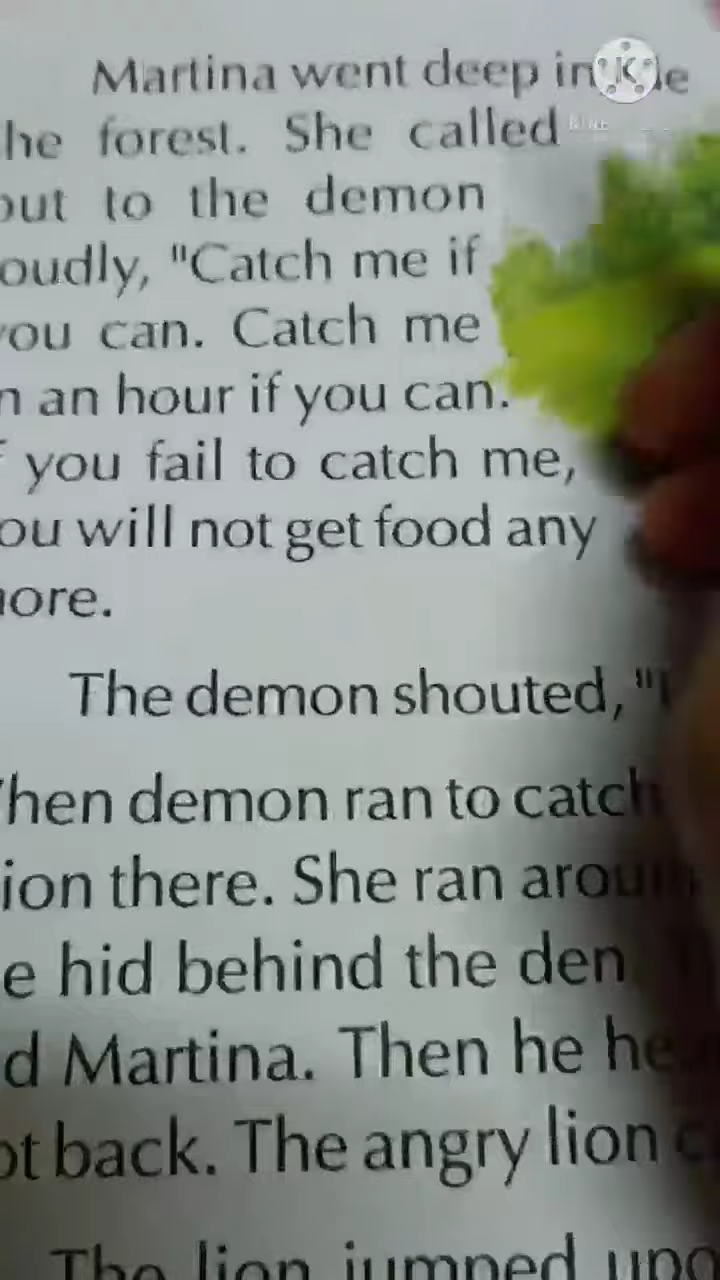 Martina went deep in
he forest. She called
out to the demon
oudly, "Catch me if
you can. Catch me
n an hour if you can.
f you fail to catch me,
ou will not get food any
ore.
The demon shouted, "
hen demon ran to catch
ion there. She ran aroun
e hid behind the den
d Martina. Then he he
ot back. The angry lion
The lion jumped upo